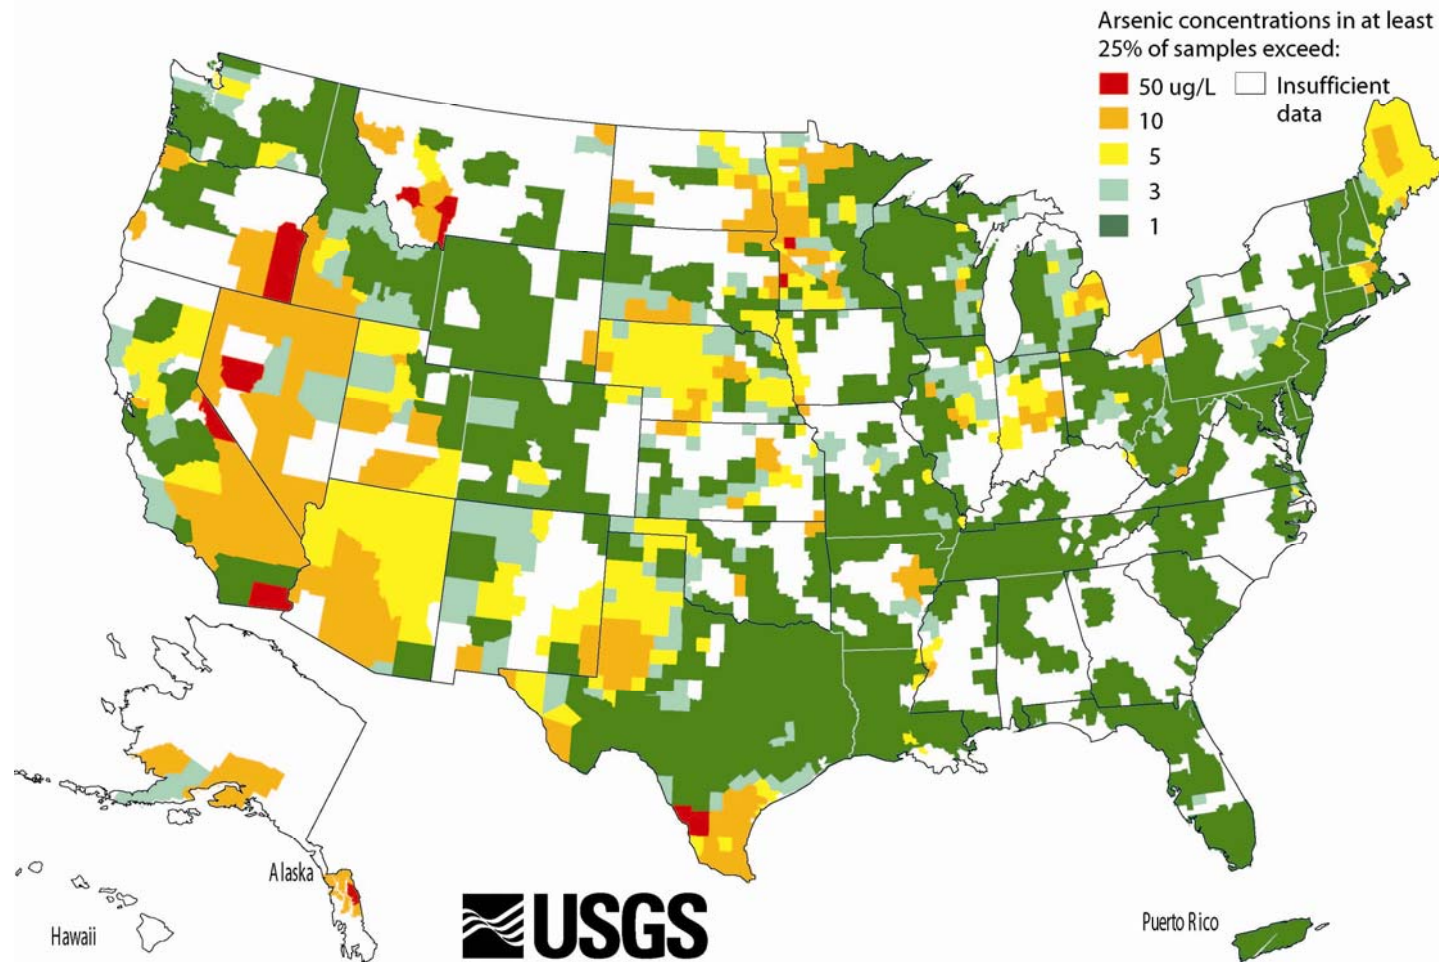 Arsenic concentrations in at least
25% of samples exceed:
50 ug/L
Insufficient
data
10
5
3
1
Alaska
Hawaii
USGS
Puerto Rico